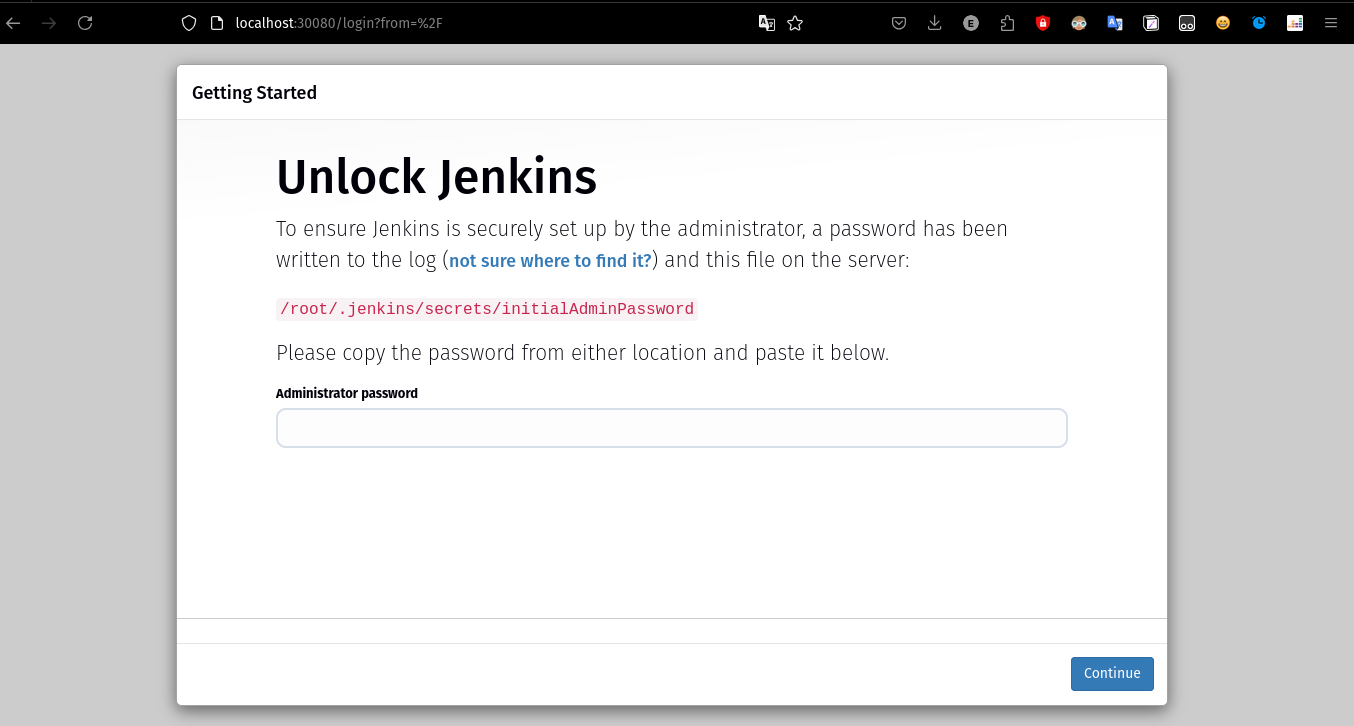 localhost:30080/login?from=%2F
Getting Started
Unlock Jenkins
To ensure Jenkins is securely set up by the administrator, a password has been
written to the log (not sure where to find it?) and this file on the server:
/root/.jenkins/secrets/initialAdminPassword
Please copy the password from either location and paste it below.
Administrator password
Continue